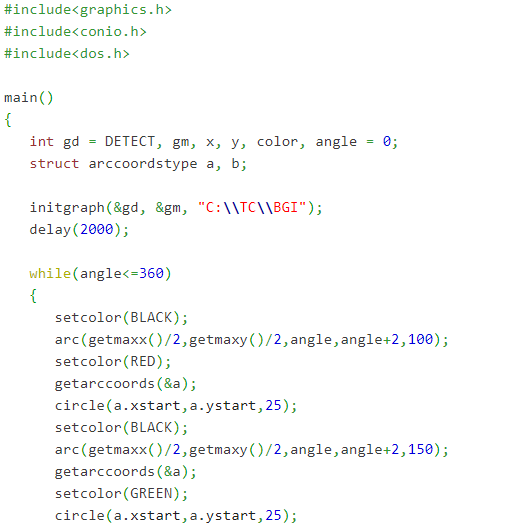 #include<graphics.h>
#include<conio.h>
#include<dos.h>

main()
{
   int gd = DETECT, gm, x, y, color, angle = 0;
   struct arccoordstype a, b;

   initgraph(&gd, &gm, "C:\\TC\\BGI");
   delay(2000);

   while(angle<=360)
   {
      setcolor(BLACK);
      arc(getmaxx()/2,getmaxy()/2,angle,angle+2,100);
      setcolor(RED);
      getarccoords(&a);
      circle(a.xstart,a.ystart,25);
      setcolor(BLACK);
      arc(getmaxx()/2,getmaxy()/2,angle,angle+2,150);
      getarccoords(&a);
      setcolor(GREEN);
      circle(a.xstart,a.ystart,25);